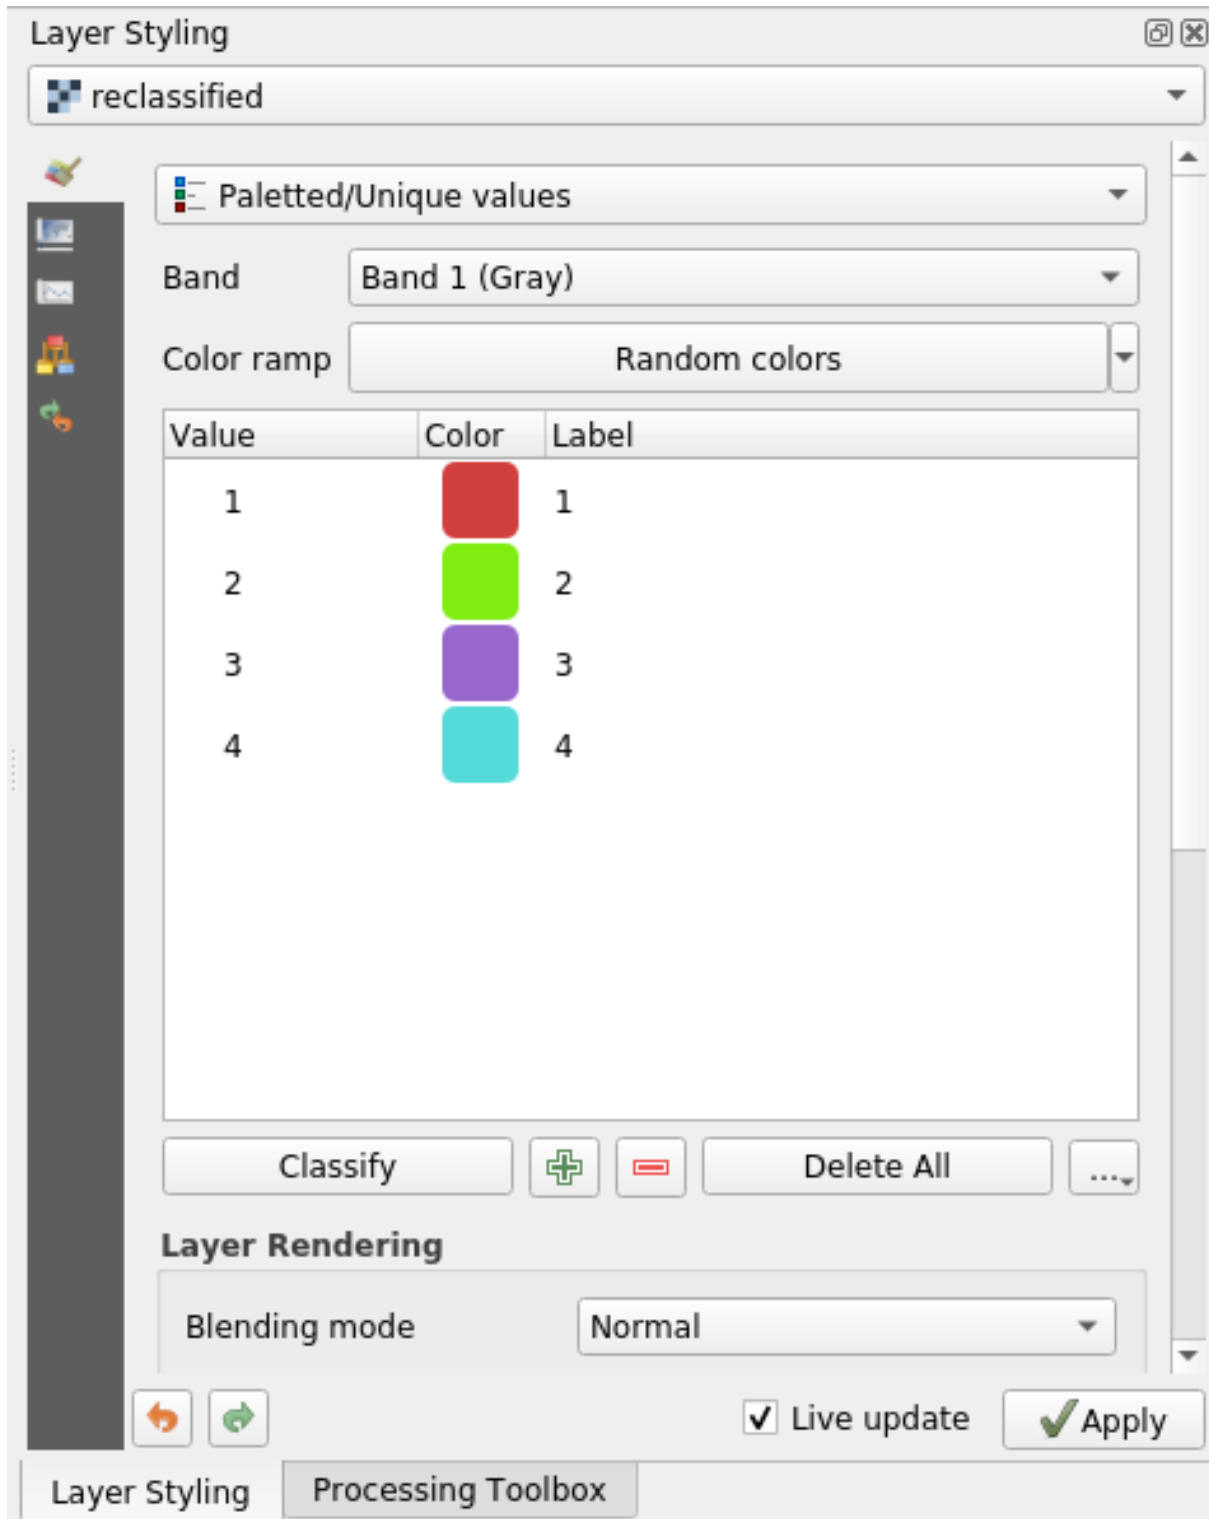 Layer Styling
reclassified
Paletted/Unique values
Band Band 1 (Gray)
Color ramp Random colors
Value Color Label
1 1
2 2
3 3
4 4
Classify Delete All ...
Layer Rendering
Blending mode Normal
Live update Apply
Layer Styling Processing Toolbox